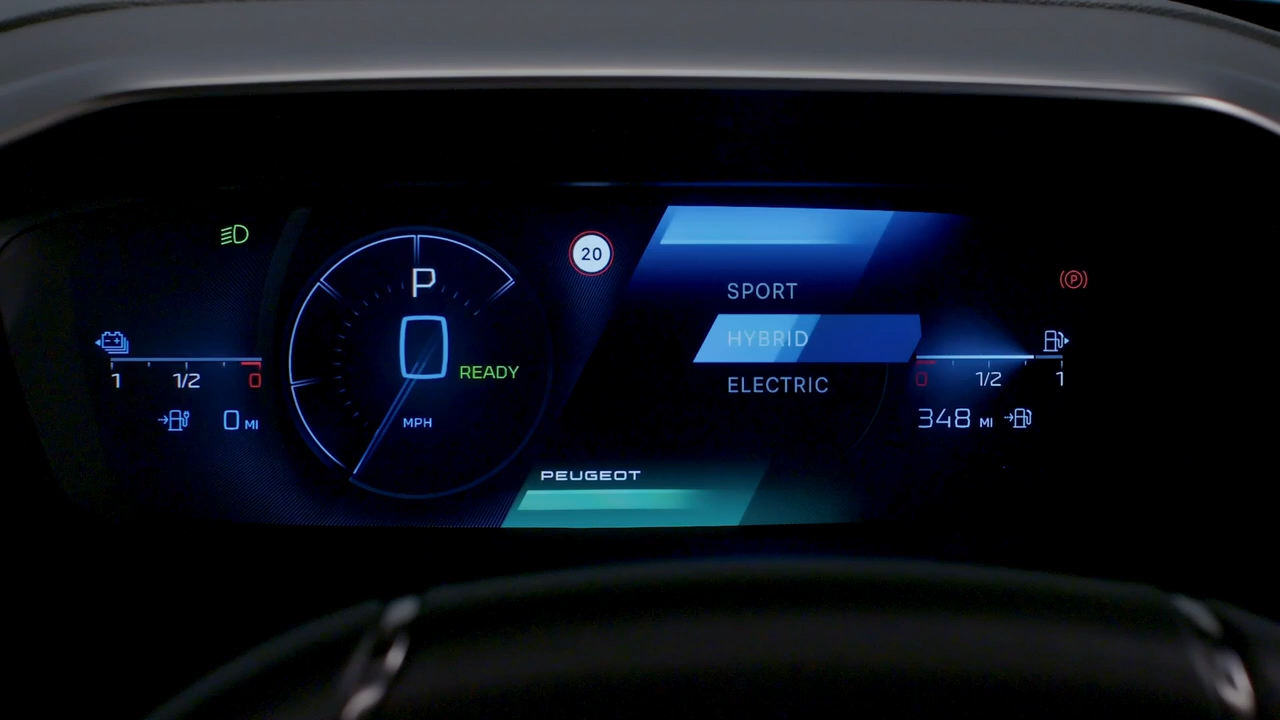 P
0
READY
MPH
20
SPORT
HYBRID
ELECTRIC
P
1 1/2 0
0 MI
0 1/2 1
348 MI
PEUGEOT